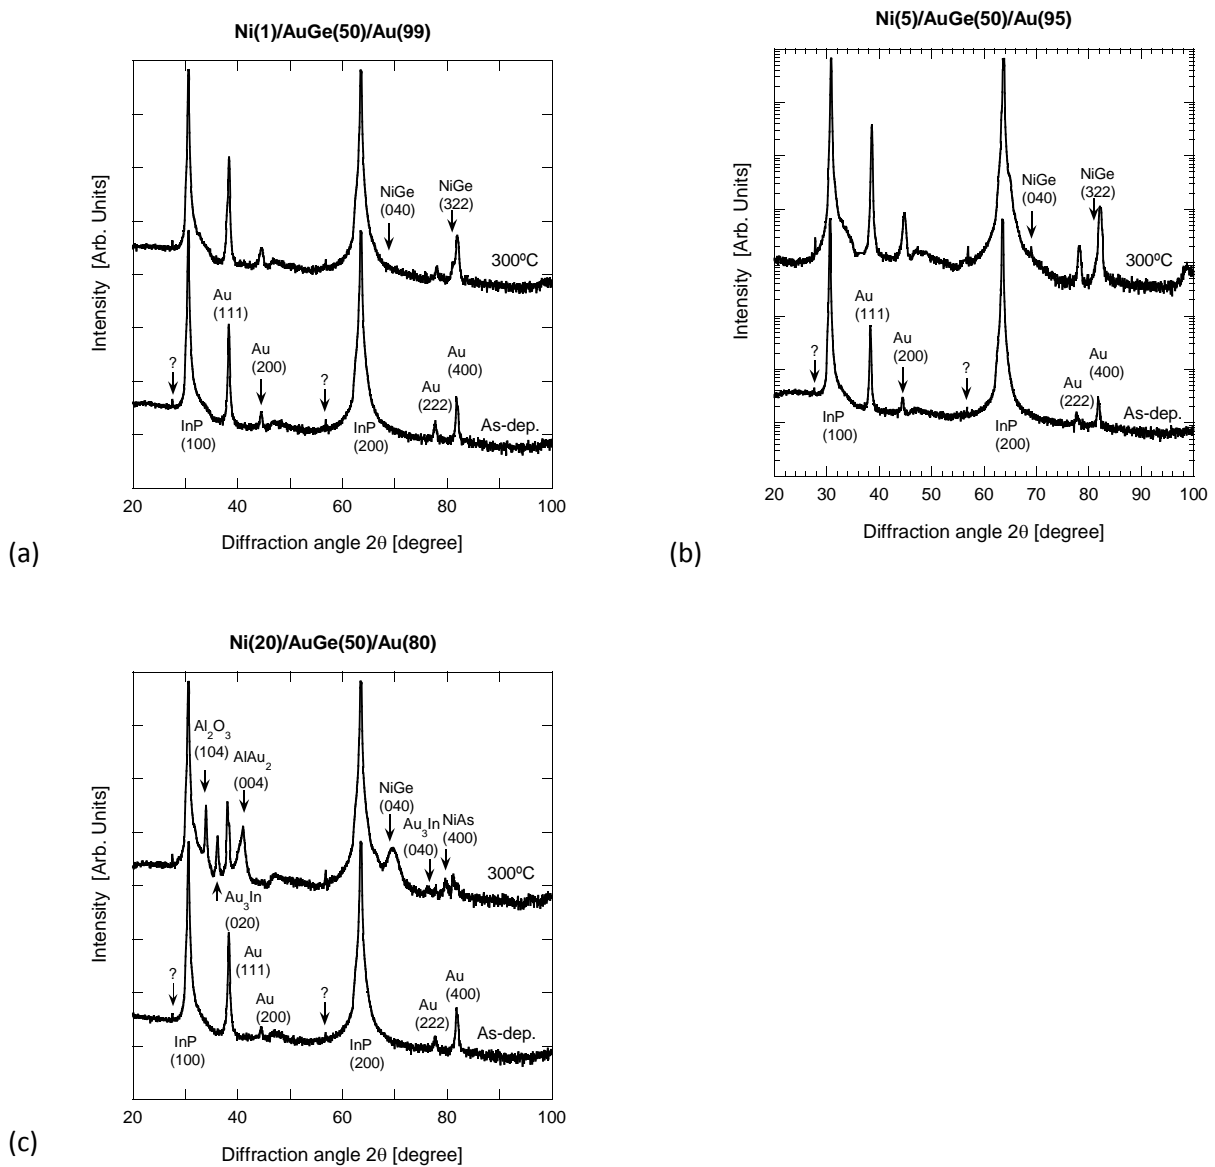 Ni(1)/AuGe(50)/Au(99)
Intensity [Arb. Units]
NiGe
(040)
NiGe
(322)
300ºC
Au
(111)
?
Au
(200)
?
Au
(400)
Au
(222)
As-dep.
InP
(100)
InP
(200)
20
40
60
80
100
Diffraction angle 2θ [degree]
(a)
Ni(5)/AuGe(50)/Au(95)
Intensity [Arb. Units]
NiGe
(040)
NiGe
(322)
300ºC
Au
(111)
?
Au
(200)
?
Au
(400)
Au
(222)
As-dep.
InP
(100)
InP
(200)
20
30
40
50
60
70
80
90
100
Diffraction angle 2θ [degree]
(b)
Ni(20)/AuGe(50)/Au(80)
Intensity [Arb. Units]
Al₂O₃
(104)
AlAu₂
(004)
NiGe
(040)
Au₃In
(040)
NiAs
(400)
300ºC
Au₃In
(020)
Au
(111)
?
Au
(200)
?
Au
(400)
Au
(222)
As-dep.
InP
(100)
InP
(200)
20
40
60
80
100
Diffraction angle 2θ [degree]
(c)